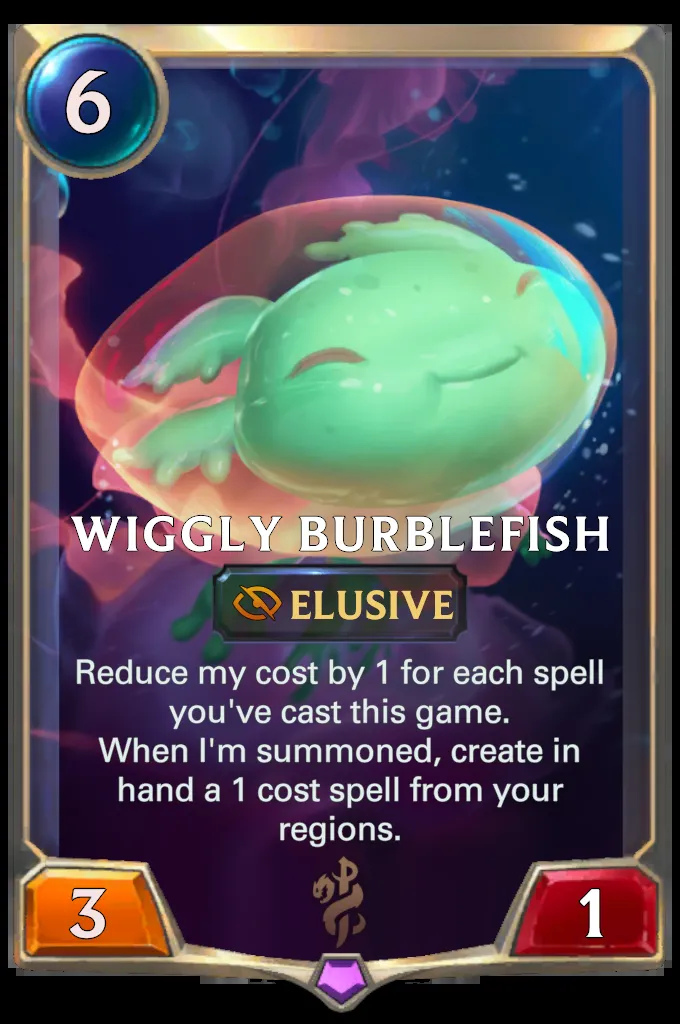 6
WIGGLY BURBLEFISH
ELUSIVE
Reduce my cost by 1 for each spell
you've cast this game.
When I'm summoned, create in
hand a 1 cost spell from your
regions.
3
1